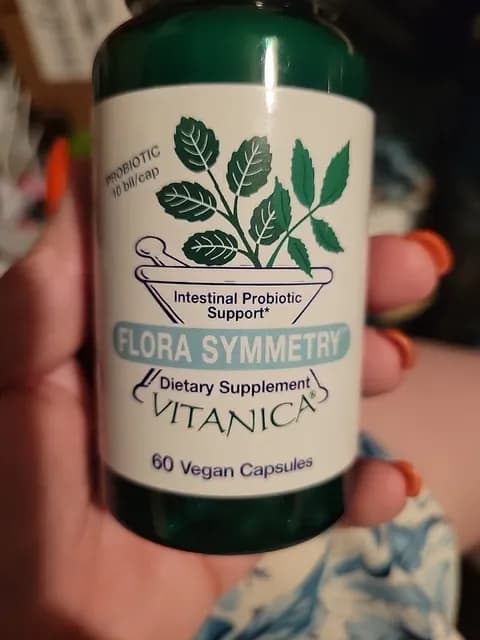 PROBIOTIC
10 bil/cap
Intestinal Probiotic
Support*
FLORA SYMMETRY™
Dietary Supplement
VITANICA®
60 Vegan Capsules